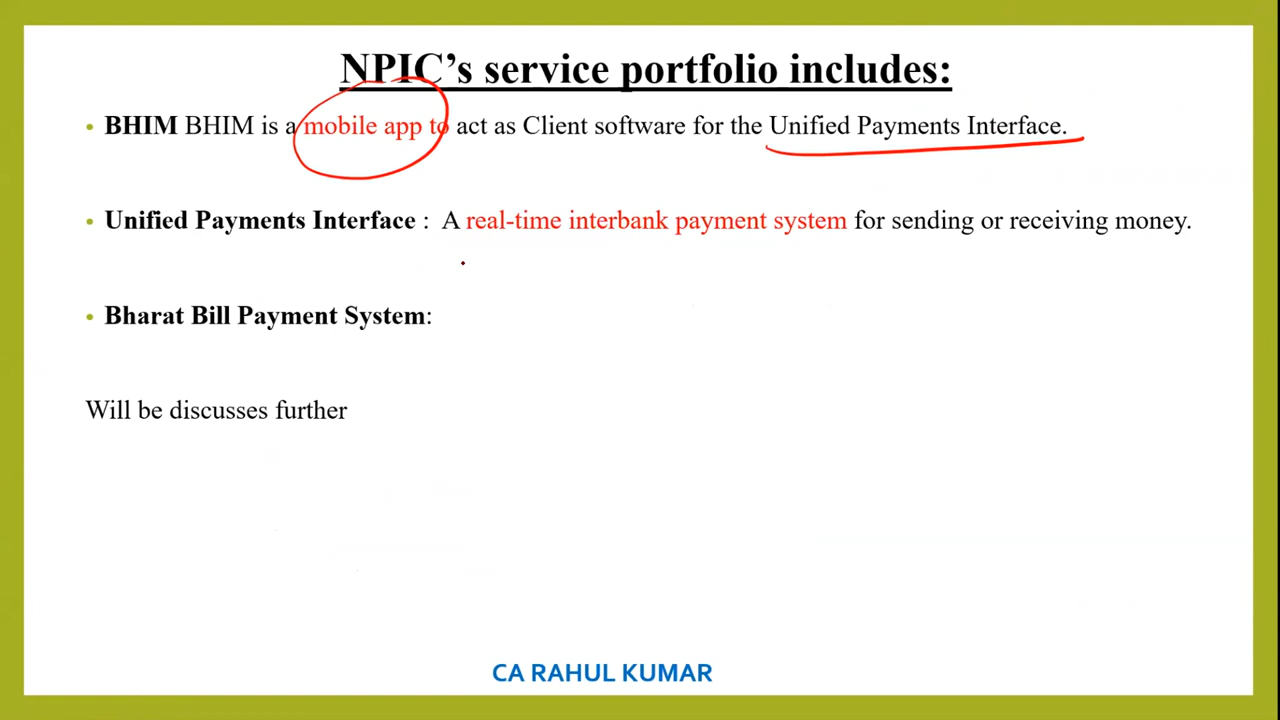 NPIC's service portfolio includes:
• BHIM BHIM is a mobile app to act as Client software for the Unified Payments Interface.
• Unified Payments Interface : A real-time interbank payment system for sending or receiving money.
• Bharat Bill Payment System:
Will be discusses further
CA RAHUL KUMAR